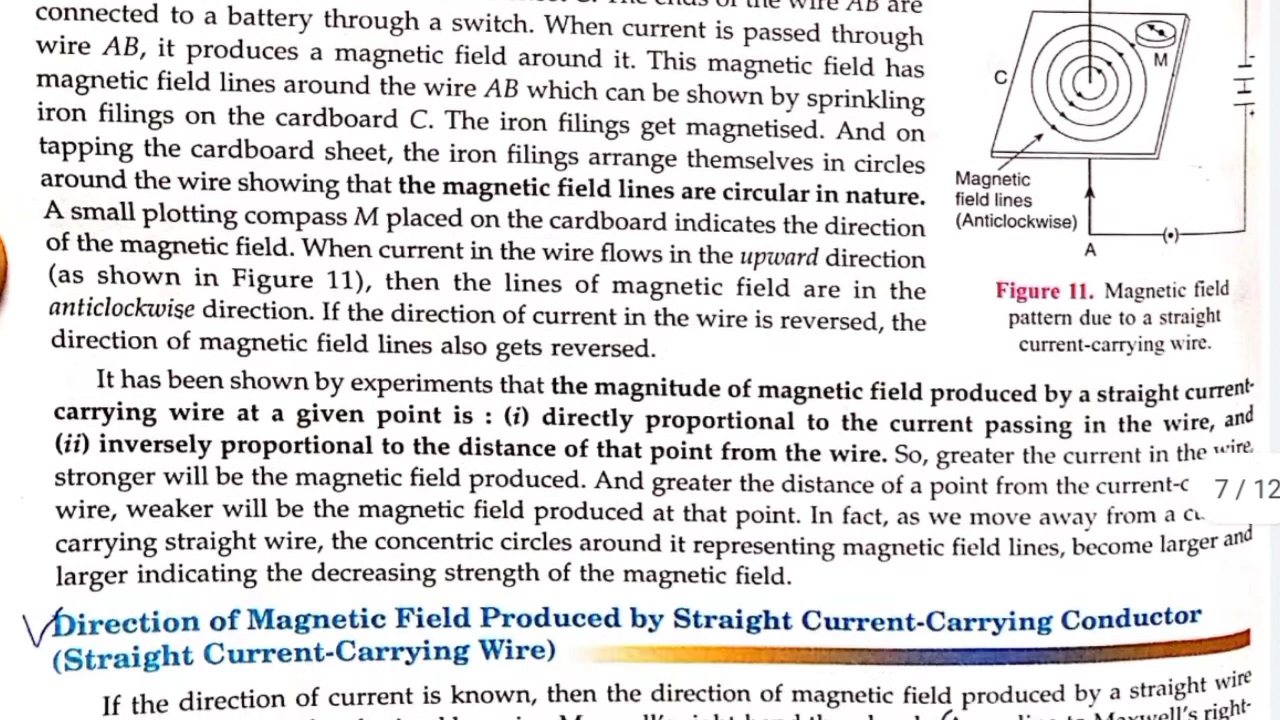 connected to a battery through a switch. When current is passed through
wire AB, it produces a magnetic field around it. This magnetic field has
magnetic field lines around the wire AB which can be shown by sprinkling
iron filings on the cardboard C. The iron filings get magnetised. And on
tapping the cardboard sheet, the iron filings arrange themselves in circles
around the wire showing that the magnetic field lines are circular in nature.
A small plotting compass M placed on the cardboard indicates the direction
of the magnetic field. When current in the wire flows in the upward direction
(as shown in Figure 11), then the lines of magnetic field are in the
anticlockwise direction. If the direction of current in the wire is reversed, the
direction of magnetic field lines also gets reversed.
C
M
Magnetic
field lines
(Anticlockwise)
A
Figure 11. Magnetic field
pattern due to a straight
current-carrying wire.
It has been shown by experiments that the magnitude of magnetic field produced by a straight current-
carrying wire at a given point is : (i) directly proportional to the current passing in the wire, and
(ii) inversely proportional to the distance of that point from the wire. So, greater the current in the wire,
stronger will be the magnetic field produced. And greater the distance of a point from the current-c
7 / 12
wire, weaker will be the magnetic field produced at that point. In fact, as we move away from a
carrying straight wire, the concentric circles around it representing magnetic field lines, become larger and
larger indicating the decreasing strength of the magnetic field.
Direction of Magnetic Field Produced by Straight Current-Carrying Conductor
(Straight Current-Carrying Wire)
If the direction of current is known, then the direction of magnetic field produced by a straight wire